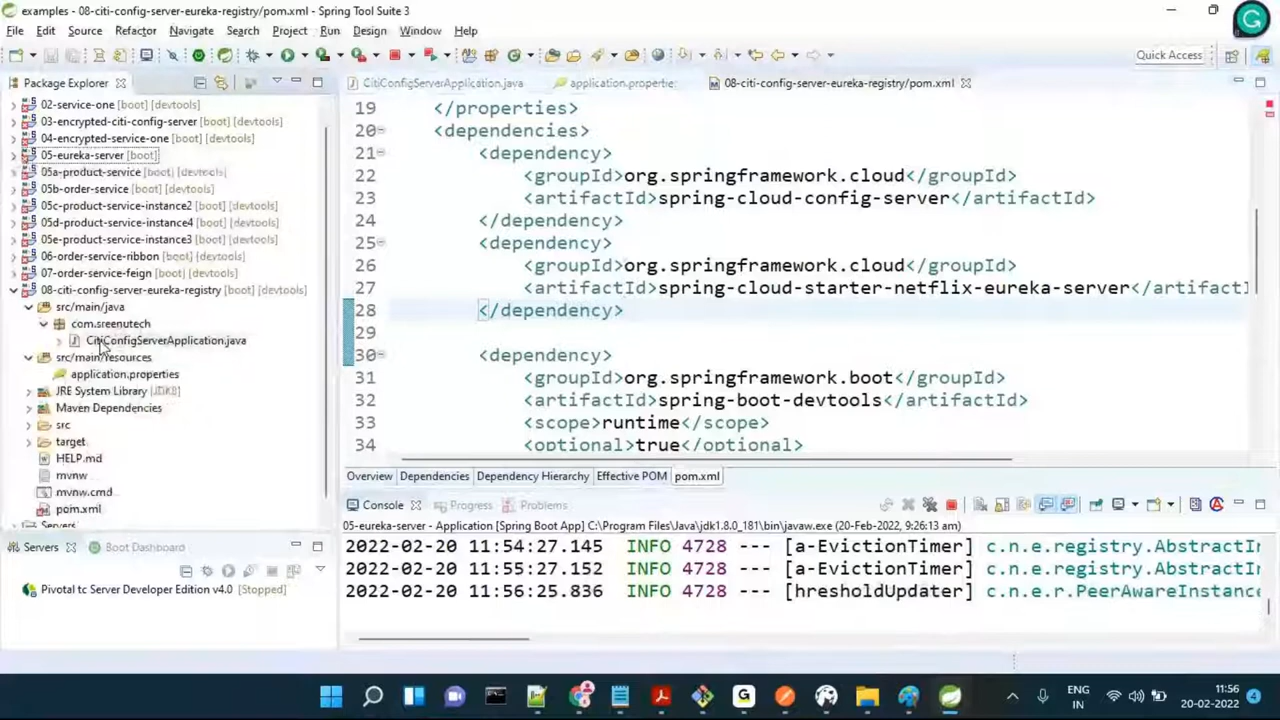 examples - 08-citi-config-server-eureka-registry/pom.xml - Spring Tool Suite 3
File Edit Source Refactor Navigate Search Project Run Design Window Help
Quick Access
Package Explorer
02-service-one [boot] [devtools]
03-encrypted-citi-config-server [boot] [devtools]
04-encrypted-service-one [boot] [devtools]
05-eureka-server [boot]
05a-product-service [boot] [devtools]
05b-order-service [boot] [devtools]
05c-product-service-instance2 [boot] [devtools]
05d-product-service-instance4 [boot] [devtools]
05e-product-service-instance3 [boot] [devtools]
06-order-service-ribbon [boot] [devtools]
07-order-service-feign [boot] [devtools]
08-citi-config-server-eureka-registry [boot] [devtools]
src/main/java
com.sreenutech
CitiConfigServerApplication.java
src/main/resources
application.properties
JRE System Library [JDK8]
Maven Dependencies
src
target
HELP.md
mvnw
mvnw.cmd
pom.xml
Servers
Servers Boot Dashboard
Pivotal tc Server Developer Edition v4.0 [Stopped]
CitiConfigServerApplication.java application.properties 08-citi-config-server-eureka-registry/pom.xml
19 </properties>
20 <dependencies>
21 <dependency>
22 <groupId>org.springframework.cloud</groupId>
23 <artifactId>spring-cloud-config-server</artifactId>
24 </dependency>
25 <dependency>
26 <groupId>org.springframework.cloud</groupId>
27 <artifactId>spring-cloud-starter-netflix-eureka-server</artifactI
28 </dependency>
29
30 <dependency>
31 <groupId>org.springframework.boot</groupId>
32 <artifactId>spring-boot-devtools</artifactId>
33 <scope>runtime</scope>
34 <optional>true</optional>
Overview Dependencies Dependency Hierarchy Effective POM pom.xml
Console Progress Problems
05-eureka-server - Application [Spring Boot App] C:\Program Files\Java\jdk1.8.0_181\bin\javaw.exe (20-Feb-2022, 9:26:13 am)
2022-02-20 11:54:27.145 INFO 4728 --- [a-EvictionTimer] c.n.e.registry.AbstractIn
2022-02-20 11:55:27.152 INFO 4728 --- [a-EvictionTimer] c.n.e.registry.AbstractIn
2022-02-20 11:56:25.836 INFO 4728 --- [hresholdUpdater] c.n.e.r.PeerAwareInstance
ENG
IN
11:56
20-02-2022